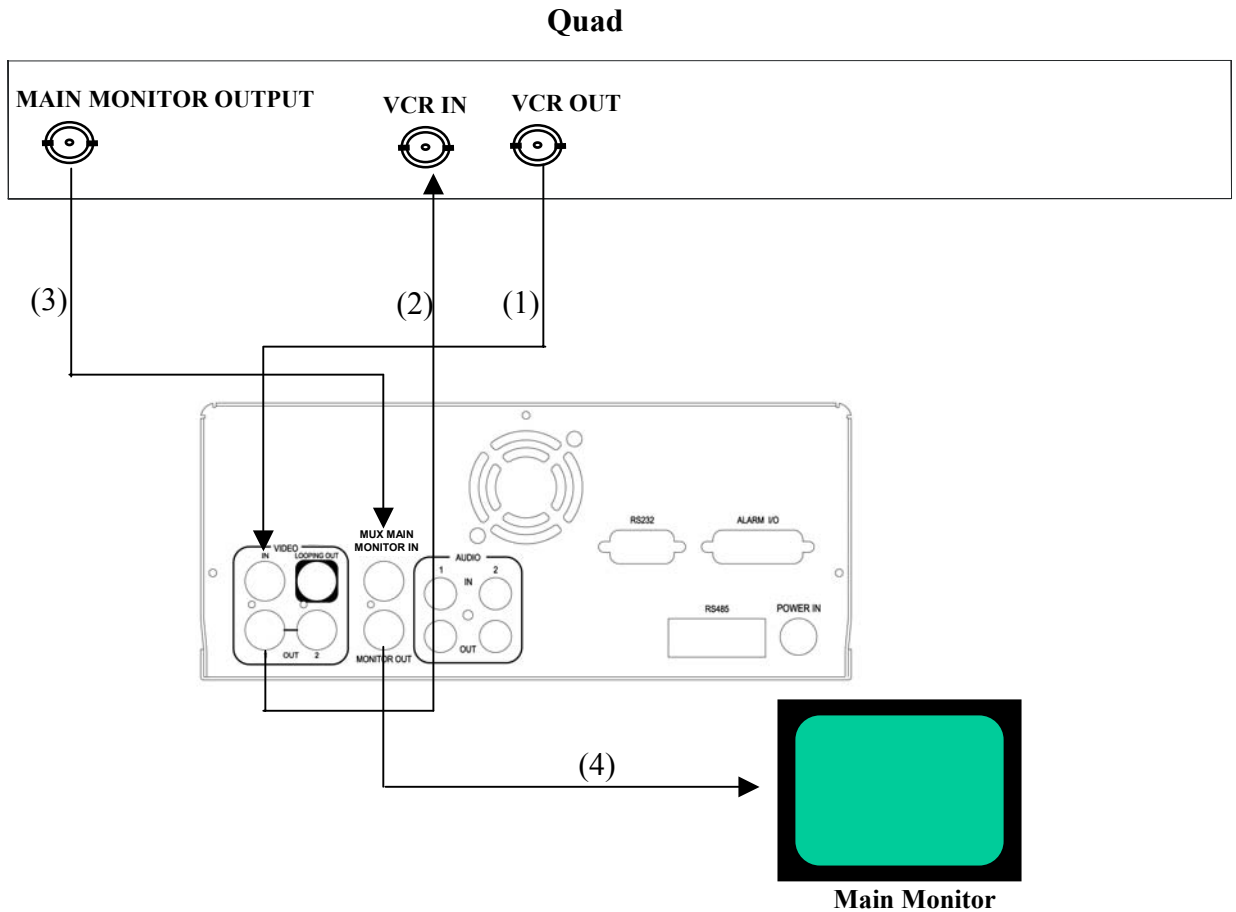 Quad
MAIN MONITOR OUTPUT
VCR IN
VCR OUT
(3)
(2)
(1)
VIDEO
IN
LOOPING OUT
MUX MAIN
MONITOR IN
AUDIO
1
2
IN
RS232
ALARM I/O
OUT
2
MONITOR OUT
OUT
RS485
POWER IN
(4)
Main Monitor